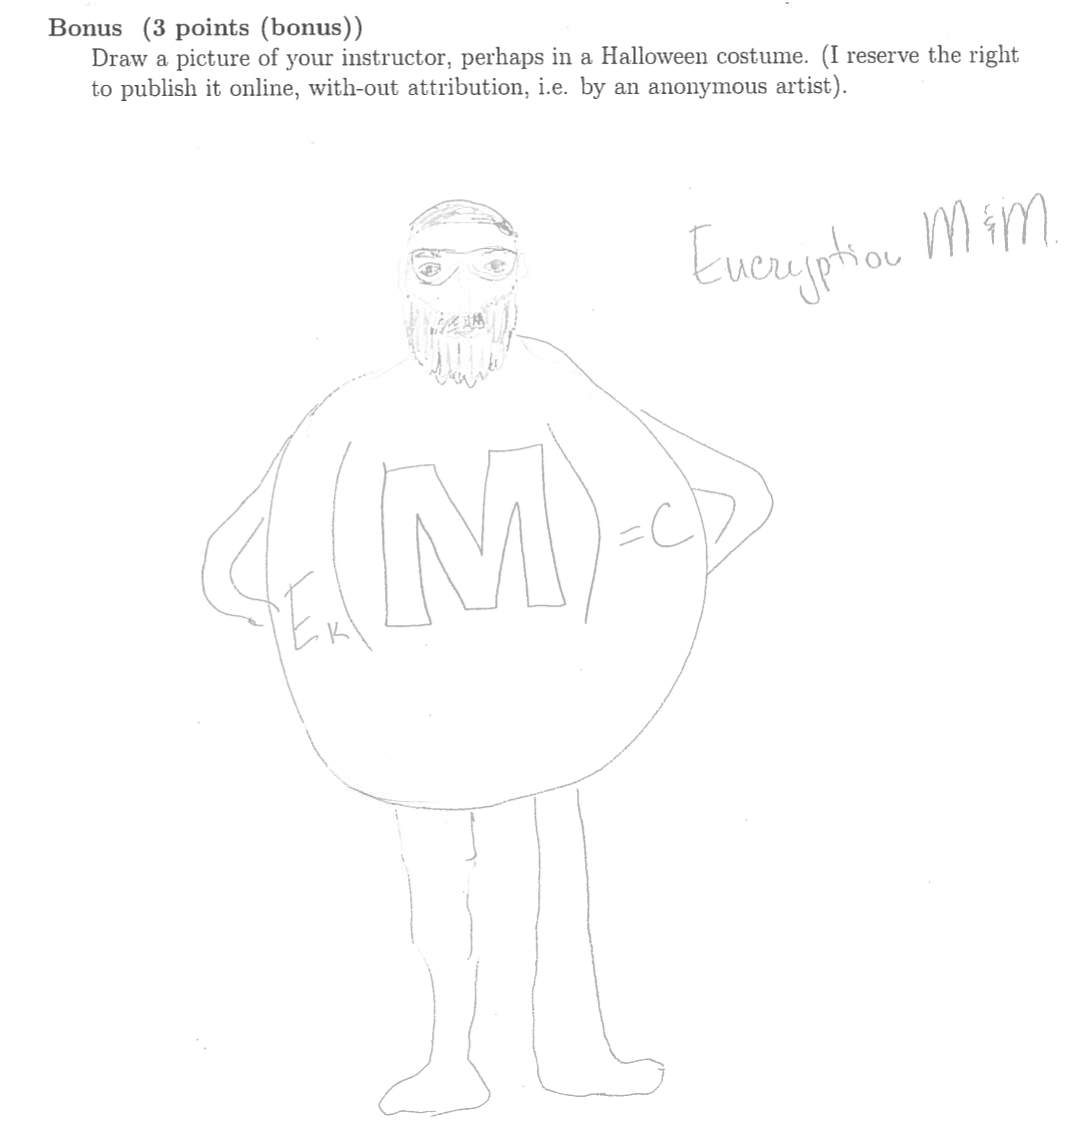 Bonus (3 points (bonus))
Draw a picture of your instructor, perhaps in a Halloween costume. (I reserve the right
to publish it online, with-out attribution, i.e. by an anonymous artist).
Encryption M&M.
E_K(M)=C